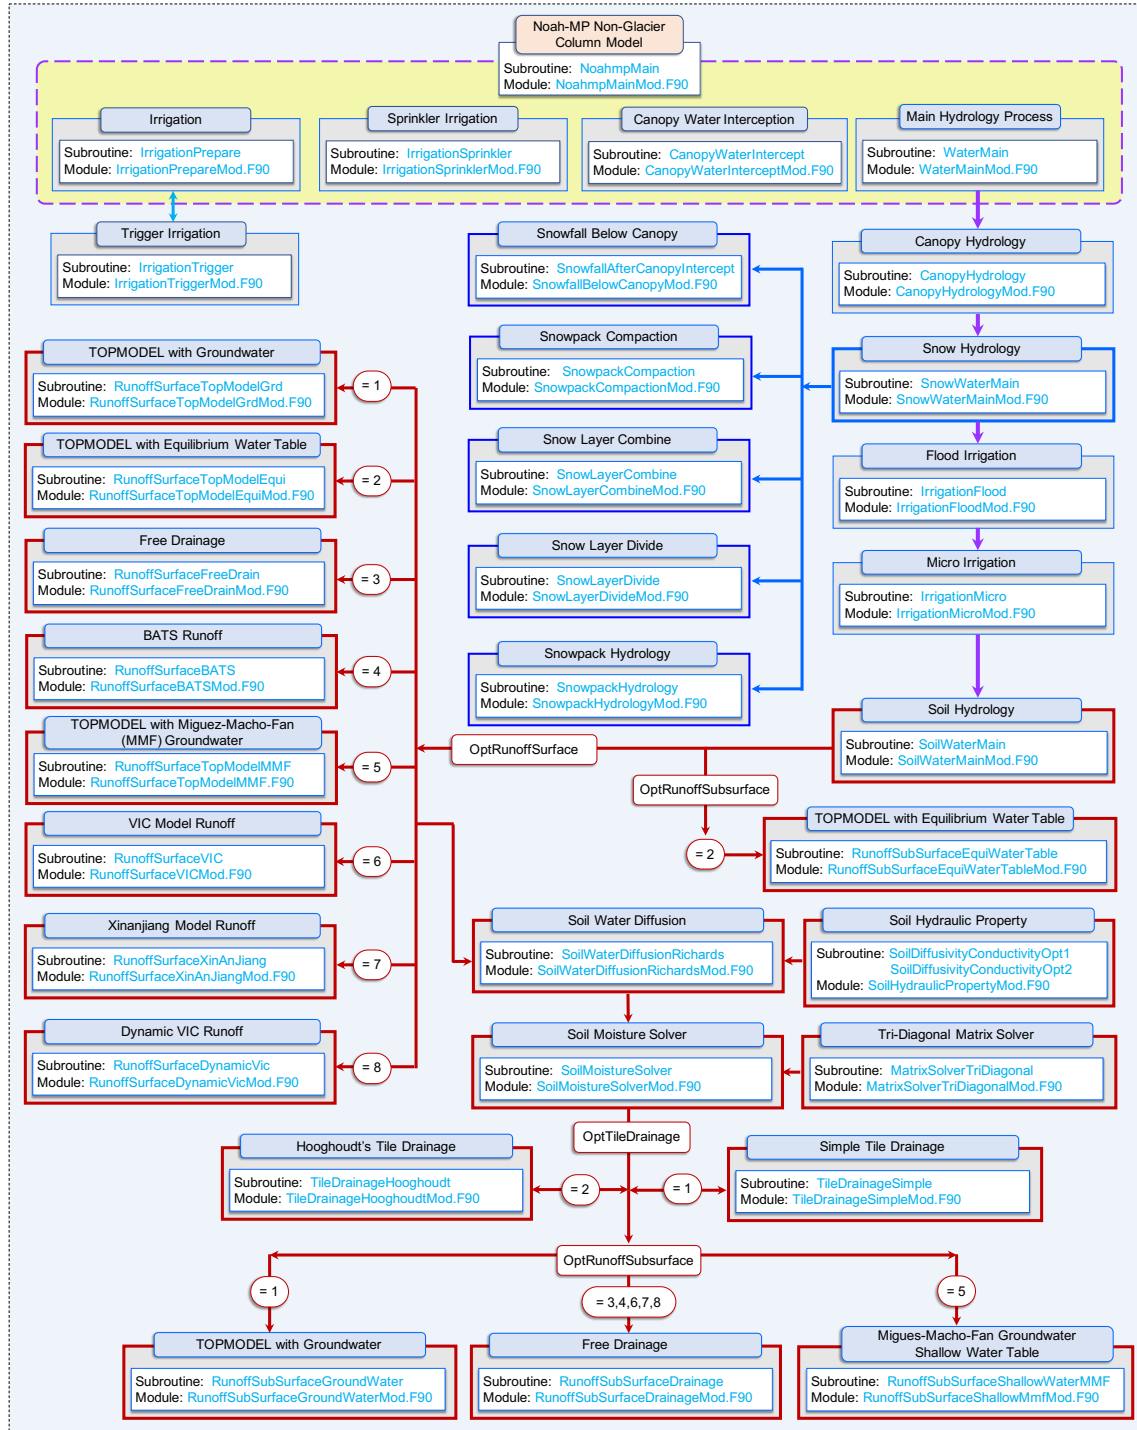 Noah-MP Non-Glacier
Column Model
Subroutine: NoahmpMain
Module: NoahmpMainMod.F90
Irrigation
Subroutine: IrrigationPrepare
Module: IrrigationPrepareMod.F90
Sprinkler Irrigation
Subroutine: IrrigationSprinkler
Module: IrrigationSprinklerMod.F90
Canopy Water Interception
Subroutine: CanopyWaterIntercept
Module: CanopyWaterInterceptMod.F90
Main Hydrology Process
Subroutine: WaterMain
Module: WaterMainMod.F90
Trigger Irrigation
Subroutine: IrrigationTrigger
Module: IrrigationTriggerMod.F90
Snowfall Below Canopy
Subroutine: SnowfallAfterCanopyIntercept
Module: SnowfallBelowCanopyMod.F90
Canopy Hydrology
Subroutine: CanopyHydrology
Module: CanopyHydrologyMod.F90
Snowpack Compaction
Subroutine: SnowpackCompaction
Module: SnowpackCompactionMod.F90
Snow Hydrology
Subroutine: SnowWaterMain
Module: SnowWaterMainMod.F90
Snow Layer Combine
Subroutine: SnowLayerCombine
Module: SnowLayerCombineMod.F90
Flood Irrigation
Subroutine: IrrigationFlood
Module: IrrigationFloodMod.F90
Snow Layer Divide
Subroutine: SnowLayerDivide
Module: SnowLayerDivideMod.F90
Micro Irrigation
Subroutine: IrrigationMicro
Module: IrrigationMicroMod.F90
Snowpack Hydrology
Subroutine: SnowpackHydrology
Module: SnowpackHydrologyMod.F90
Soil Hydrology
Subroutine: SoilWaterMain
Module: SoilWaterMainMod.F90
TOPMODEL with Groundwater
Subroutine: RunoffSurfaceTopModelGrd
Module: RunoffSurfaceTopModelGrdMod.F90
= 1
TOPMODEL with Equilibrium Water Table
Subroutine: RunoffSurfaceTopModelEqui
Module: RunoffSurfaceTopModelEquiMod.F90
= 2
Free Drainage
Subroutine: RunoffSurfaceFreeDrain
Module: RunoffSurfaceFreeDrainMod.F90
= 3
BATS Runoff
Subroutine: RunoffSurfaceBATS
Module: RunoffSurfaceBATSMod.F90
= 4
TOPMODEL with Miguez-Macho-Fan
(MMF) Groundwater
Subroutine: RunoffSurfaceTopModelMMF
Module: RunoffSurfaceTopModelMMF.F90
= 5
VIC Model Runoff
Subroutine: RunoffSurfaceVIC
Module: RunoffSurfaceVICMod.F90
= 6
Xinanjiang Model Runoff
Subroutine: RunoffSurfaceXinAnJiang
Module: RunoffSurfaceXinAnJiangMod.F90
= 7
Dynamic VIC Runoff
Subroutine: RunoffSurfaceDynamicVic
Module: RunoffSurfaceDynamicVicMod.F90
= 8
OptRunoffSurface
OptRunoffSubsurface
= 2
TOPMODEL with Equilibrium Water Table
Subroutine: RunoffSubSurfaceEquiWaterTable
Module: RunoffSubSurfaceEquiWaterTableMod.F90
Soil Water Diffusion
Subroutine: SoilWaterDiffusionRichards
Module: SoilWaterDiffusionRichardsMod.F90
Soil Hydraulic Property
Subroutine: SoilDiffusivityConductivityOpt1
SoilDiffusivityConductivityOpt2
Module: SoilHydraulicPropertyMod.F90
Soil Moisture Solver
Subroutine: SoilMoistureSolver
Module: SoilMoistureSolverMod.F90
Tri-Diagonal Matrix Solver
Subroutine: MatrixSolverTriDiagonal
Module: MatrixSolverTriDiagonalMod.F90
OptTileDrainage
Hooghoudt's Tile Drainage
Subroutine: TileDrainageHooghoudt
Module: TileDrainageHooghoudtMod.F90
= 2
= 1
Simple Tile Drainage
Subroutine: TileDrainageSimple
Module: TileDrainageSimpleMod.F90
OptRunoffSubsurface
= 1
= 3,4,6,7,8
= 5
TOPMODEL with Groundwater
Subroutine: RunoffSubSurfaceGroundWater
Module: RunoffSubSurfaceGroundWaterMod.F90
Free Drainage
Subroutine: RunoffSubSurfaceDrainage
Module: RunoffSubSurfaceDrainageMod.F90
Migues-Macho-Fan Groundwater
Shallow Water Table
Subroutine: RunoffSubSurfaceShallowWaterMMF
Module: RunoffSubSurfaceShallowMmfMod.F90